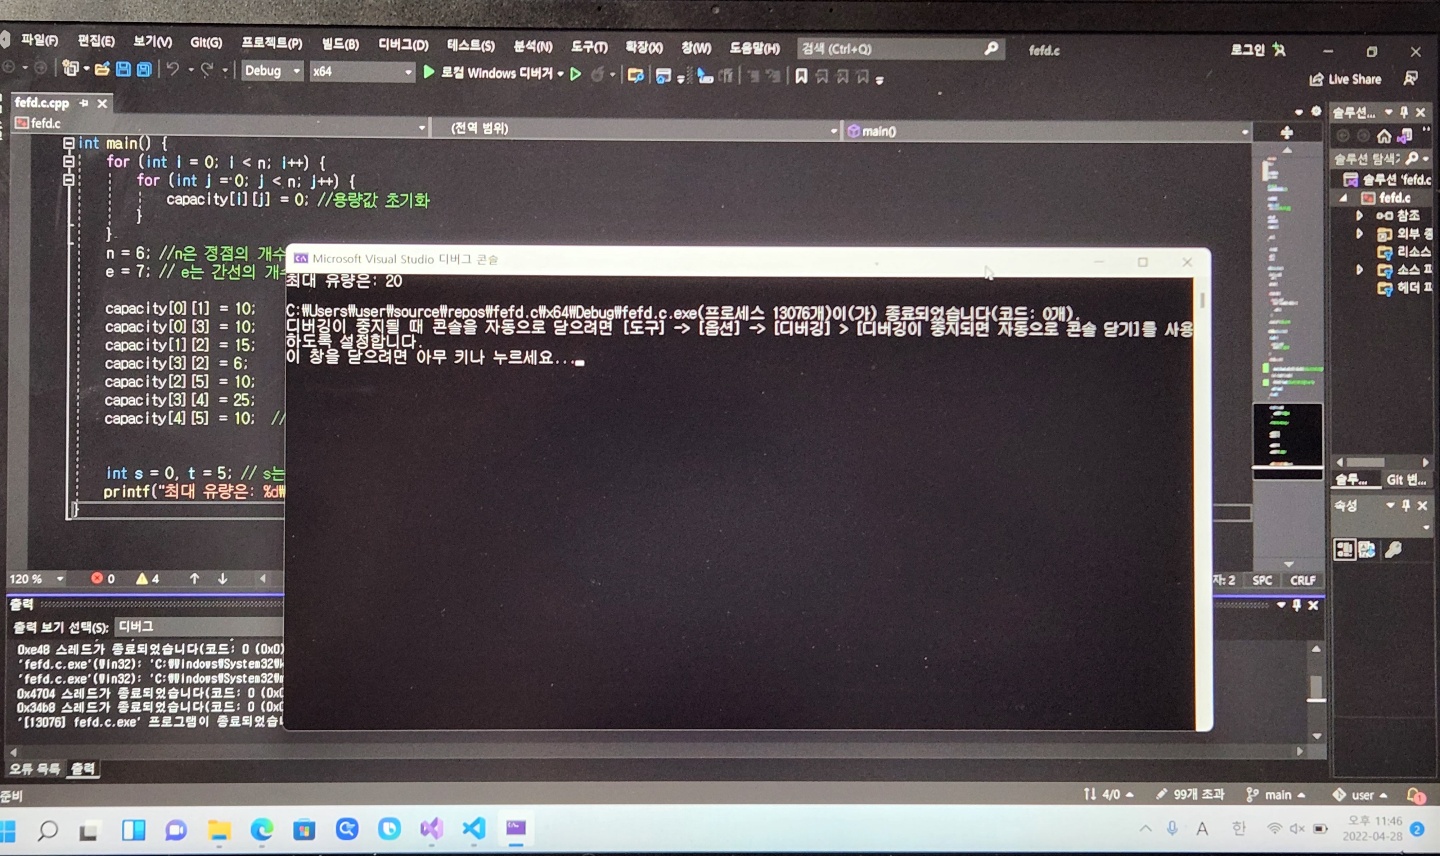 파일(F) 편집(E) 보기(V) Git(G) 프로젝트(P) 빌드(B) 디버그(D) 테스트(S) 분석(N) 도구(T) 확장(X) 창(W) 도움말(H) 검색 (Ctrl+Q) fefd.c 로그인
Debug x64 로컬 Windows 디버거 Live Share
fefd.c.cpp 솔루션...
fefd.c (전역 범위) main()
int main() {
for (int i = 0; i < n; i++) {
for (int j = 0; j < n; j++) {
capacity[i][j] = 0; //용량값 초기화
}
}
n = 6; //n은 정점의 개수
e = 7; // e는 간선의 개수
capacity[0][1] = 10;
capacity[0][3] = 10;
capacity[1][2] = 15;
capacity[3][2] = 6;
capacity[2][5] = 10;
capacity[3][4] = 25;
capacity[4][5] = 10; //
int s = 0, t = 5; // s는
printf("최대 유량은: %d₩
}
Microsoft Visual Studio 디버그 콘솔
최대 유량은: 20
C:₩Users₩user₩source₩repos₩fefd.c₩x64₩Debug₩fefd.c.exe(프로세스 13076개)이(가) 종료되었습니다(코드: 0개).
디버깅이 중지될 때 콘솔을 자동으로 닫으려면 [도구] -> [옵션] -> [디버깅] > [디버깅이 중지되면 자동으로 콘솔 닫기]를 사용
하도록 설정합니다.
이 창을 닫으려면 아무 키나 누르세요...
솔루션 탐색
솔루션 'fefd.c
fefd.c
참조
외부 종
리소스
소스 파
헤더 파
솔루... Git 변...
속성
120 % 0 4 자: 2 SPC CRLF
출력
출력 보기 선택(S): 디버그
0xe48 스레드가 종료되었습니다(코드: 0 (0x0)
'fefd.c.exe'(Win32): 'C:₩Windows₩System32₩
'fefd.c.exe'(Win32): 'C:₩Windows₩System32₩
0x4704 스레드가 종료되었습니다(코드: 0 (0x0
0x34b8 스레드가 종료되었습니다(코드: 0 (0x0
'[13076] fefd.c.exe' 프로그램이 종료되었습니
오류 목록 출력
준비 4/0 99개 초과 main user 1
A 한 오후 11:46
2022-04-28 2